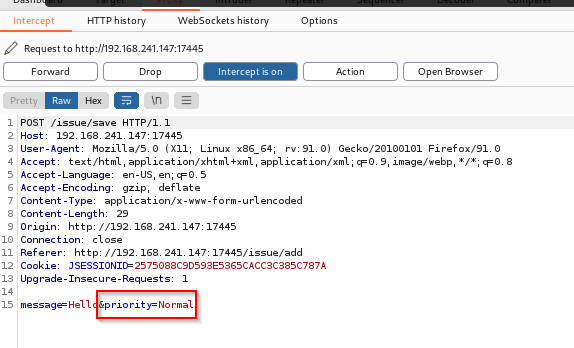 Dashboard Target Proxy Intruder Repeater Sequencer Decoder Comparer
Intercept HTTP history WebSockets history Options
Request to http://192.168.241.147:17445
Forward Drop Intercept is on Action Open Browser
Pretty Raw Hex \n
1 POST /issue/save HTTP/1.1
2 Host: 192.168.241.147:17445
3 User-Agent: Mozilla/5.0 (X11; Linux x86_64; rv:91.0) Gecko/20100101 Firefox/91.0
4 Accept: text/html,application/xhtml+xml,application/xml;q=0.9,image/webp,*/*;q=0.8
5 Accept-Language: en-US,en;q=0.5
6 Accept-Encoding: gzip, deflate
7 Content-Type: application/x-www-form-urlencoded
8 Content-Length: 29
9 Origin: http://192.168.241.147:17445
10 Connection: close
11 Referer: http://192.168.241.147:17445/issue/add
12 Cookie: JSESSIONID=2575088C9D593E5365CACC3C385C787A
13 Upgrade-Insecure-Requests: 1
14
15 message=Hello&priority=Normal